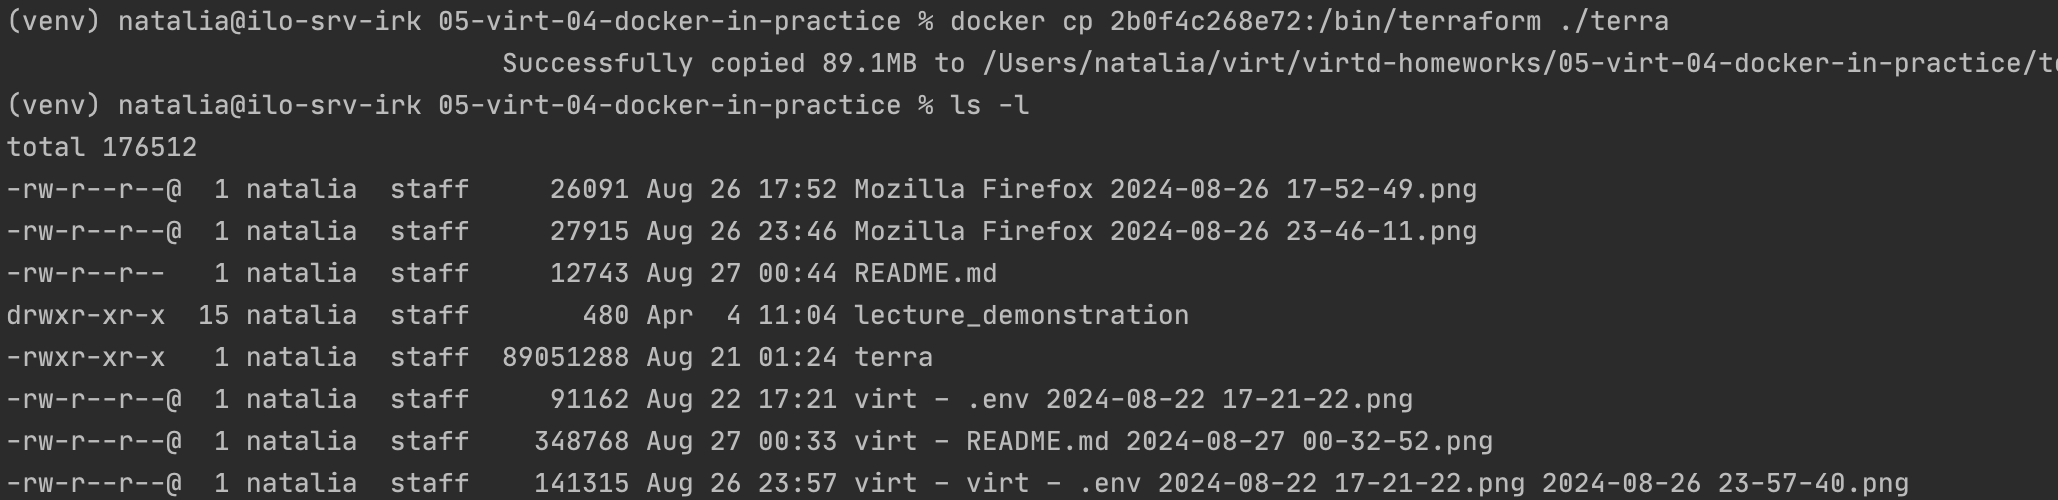 (venv) natalia@ilo-srv-irk 05-virt-04-docker-in-practice % docker cp 2b0f4c268e72:/bin/terraform ./terra
Successfully copied 89.1MB to /Users/natalia/virt/virtd-homeworks/05-virt-04-docker-in-practice/te
(venv) natalia@ilo-srv-irk 05-virt-04-docker-in-practice % ls -l
total 176512
-rw-r--r--@  1 natalia  staff     26091 Aug 26 17:52 Mozilla Firefox 2024-08-26 17-52-49.png
-rw-r--r--@  1 natalia  staff     27915 Aug 26 23:46 Mozilla Firefox 2024-08-26 23-46-11.png
-rw-r--r--   1 natalia  staff     12743 Aug 27 00:44 README.md
drwxr-xr-x  15 natalia  staff       480 Apr  4 11:04 lecture_demonstration
-rwxr-xr-x   1 natalia  staff  89051288 Aug 21 01:24 terra
-rw-r--r--@  1 natalia  staff     91162 Aug 22 17:21 virt – .env 2024-08-22 17-21-22.png
-rw-r--r--@  1 natalia  staff    348768 Aug 27 00:33 virt – README.md 2024-08-27 00-32-52.png
-rw-r--r--@  1 natalia  staff    141315 Aug 26 23:57 virt – virt – .env 2024-08-22 17-21-22.png 2024-08-26 23-57-40.png